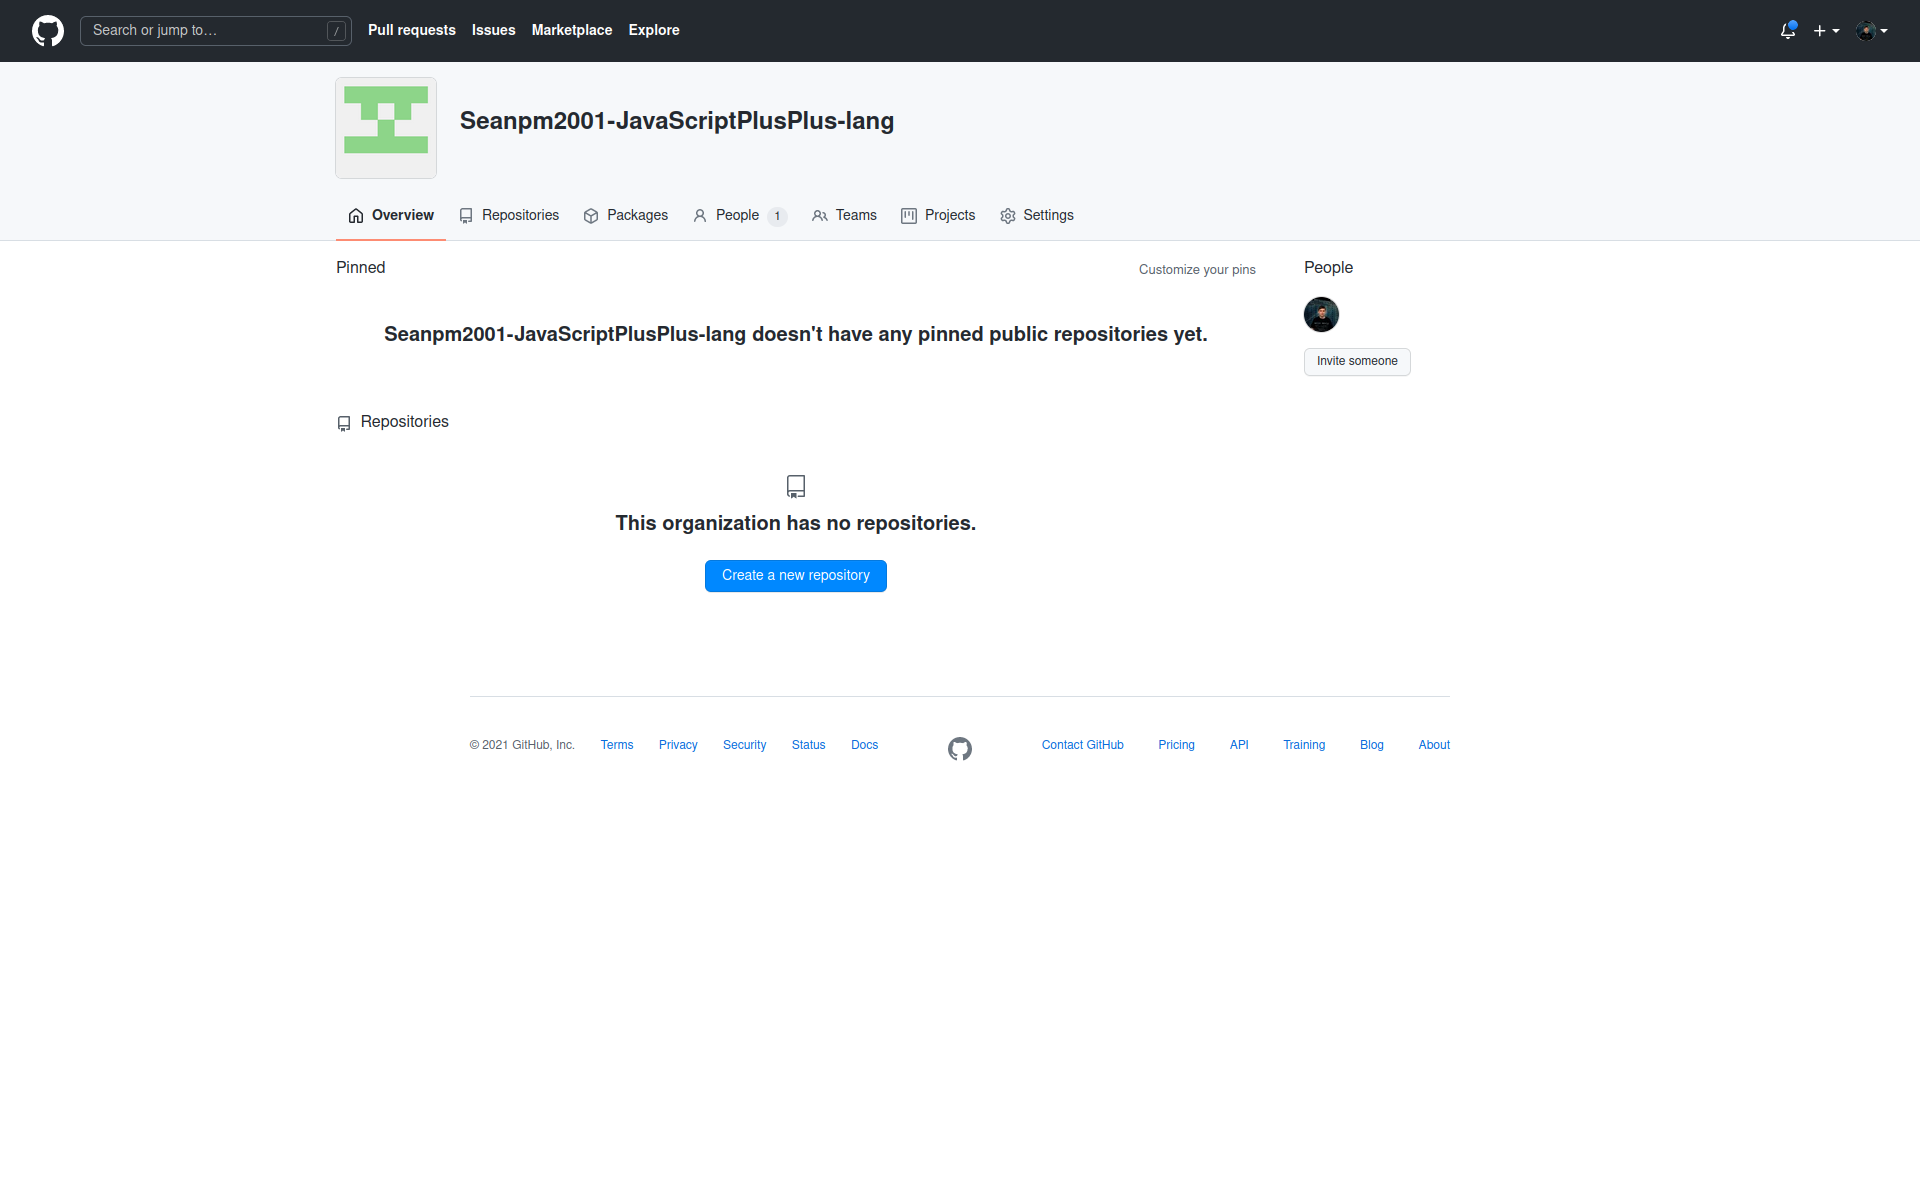 Search or jump to…
/
Pull requests
Issues
Marketplace
Explore
Seanpm2001-JavaScriptPlusPlus-lang
Overview
Repositories
Packages
People 1
Teams
Projects
Settings
Pinned
Customize your pins
Seanpm2001-JavaScriptPlusPlus-lang doesn't have any pinned public repositories yet.
People
Invite someone
Repositories
This organization has no repositories.
Create a new repository
© 2021 GitHub, Inc.
Terms
Privacy
Security
Status
Docs
Contact GitHub
Pricing
API
Training
Blog
About